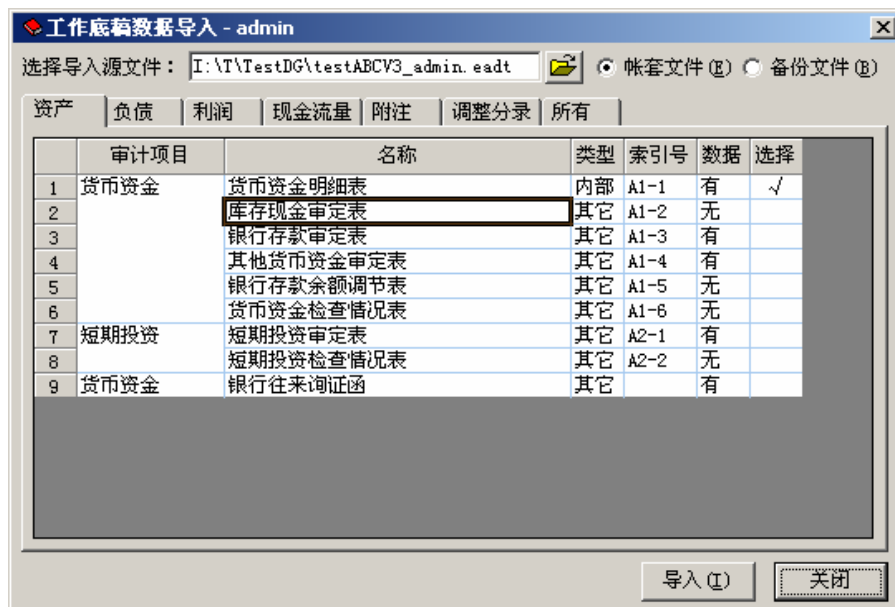 工作底稿数据导入 - admin
选择导入源文件： I:\T\TestDG\testABCV3_admin.eadt 帐套文件(E) 备份文件(B)
资产 负债 利润 现金流量 附注 调整分录 所有
审计项目 名称 类型 索引号 数据 选择
1 货币资金 货币资金明细表 内部 A1-1 有 √
2 库存现金审定表 其它 A1-2 无
3 银行存款审定表 其它 A1-3 有
4 其他货币资金审定表 其它 A1-4 有
5 银行存款余额调节表 其它 A1-5 无
6 货币资金检查情况表 其它 A1-6 无
7 短期投资 短期投资审定表 其它 A2-1 有
8 短期投资检查情况表 其它 A2-2 无
9 货币资金 银行往来询证函 其它 有
导入(I) 关闭